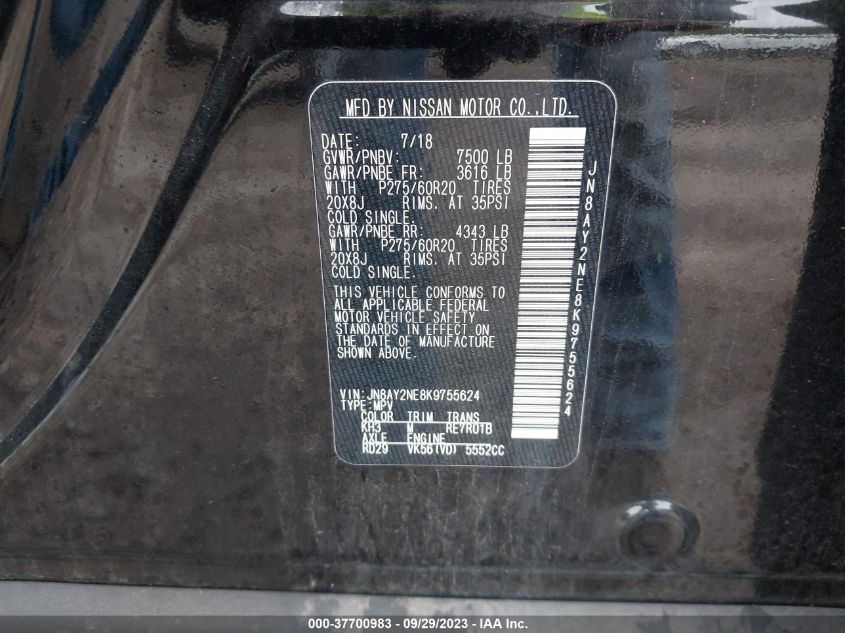 MFD BY NISSAN MOTOR CO.,LTD.
DATE: 7/18
GVWR/PNBV: 7500 LB
GAWR/PNBE FR: 3616 LB
WITH P275/60R20 TIRES
20X8J RIMS, AT 35PSI
COLD SINGLE.
GAWR/PNBE RR: 4343 LB
WITH P275/60R20 TIRES
20X8J RIMS, AT 35PSI
COLD SINGLE.
THIS VEHICLE CONFORMS TO
ALL APPLICABLE FEDERAL
MOTOR VEHICLE SAFETY
STANDARDS IN EFFECT ON
THE DATE OF MANUFACTURE
SHOWN ABOVE.
VIN: JN8AY2NE8K9755624
TYPE: MPV
COLOR TRIM TRANS
KH3 M RE7R01B
AXLE ENGINE
RD29 VK56(VD) 5552CC
JN8AY2NE8K9755624
000-37700983 / 09/29/2023 - IAA Inc.